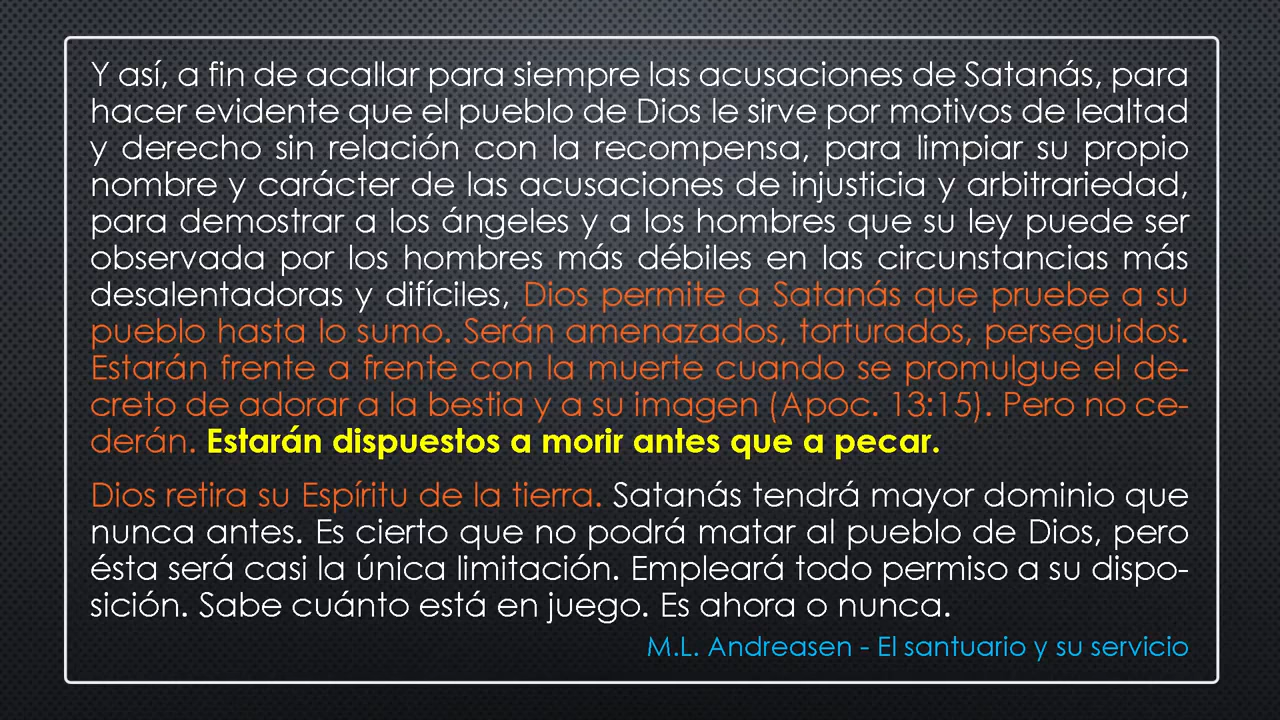 Y así, a fin de acallar para siempre las acusaciones de Satanás, para
hacer evidente que el pueblo de Dios le sirve por motivos de lealtad
y derecho sin relación con la recompensa, para limpiar su propio
nombre y carácter de las acusaciones de injusticia y arbitrariedad,
para demostrar a los ángeles y a los hombres que su ley puede ser
observada por los hombres más débiles en las circunstancias más
desalentadoras y difíciles, Dios permite a Satanás que pruebe a su
pueblo hasta lo sumo. Serán amenazados, torturados, perseguidos.
Estarán frente a frente con la muerte cuando se promulgue el de-
creto de adorar a la bestia y a su imagen (Apoc. 13:15). Pero no ce-
derán. Estarán dispuestos a morir antes que a pecar.
Dios retira su Espíritu de la tierra. Satanás tendrá mayor dominio que
nunca antes. Es cierto que no podrá matar al pueblo de Dios, pero
ésta será casi la única limitación. Empleará todo permiso a su dispo-
sición. Sabe cuánto está en juego. Es ahora o nunca.
M.L. Andreasen - El santuario y su servicio